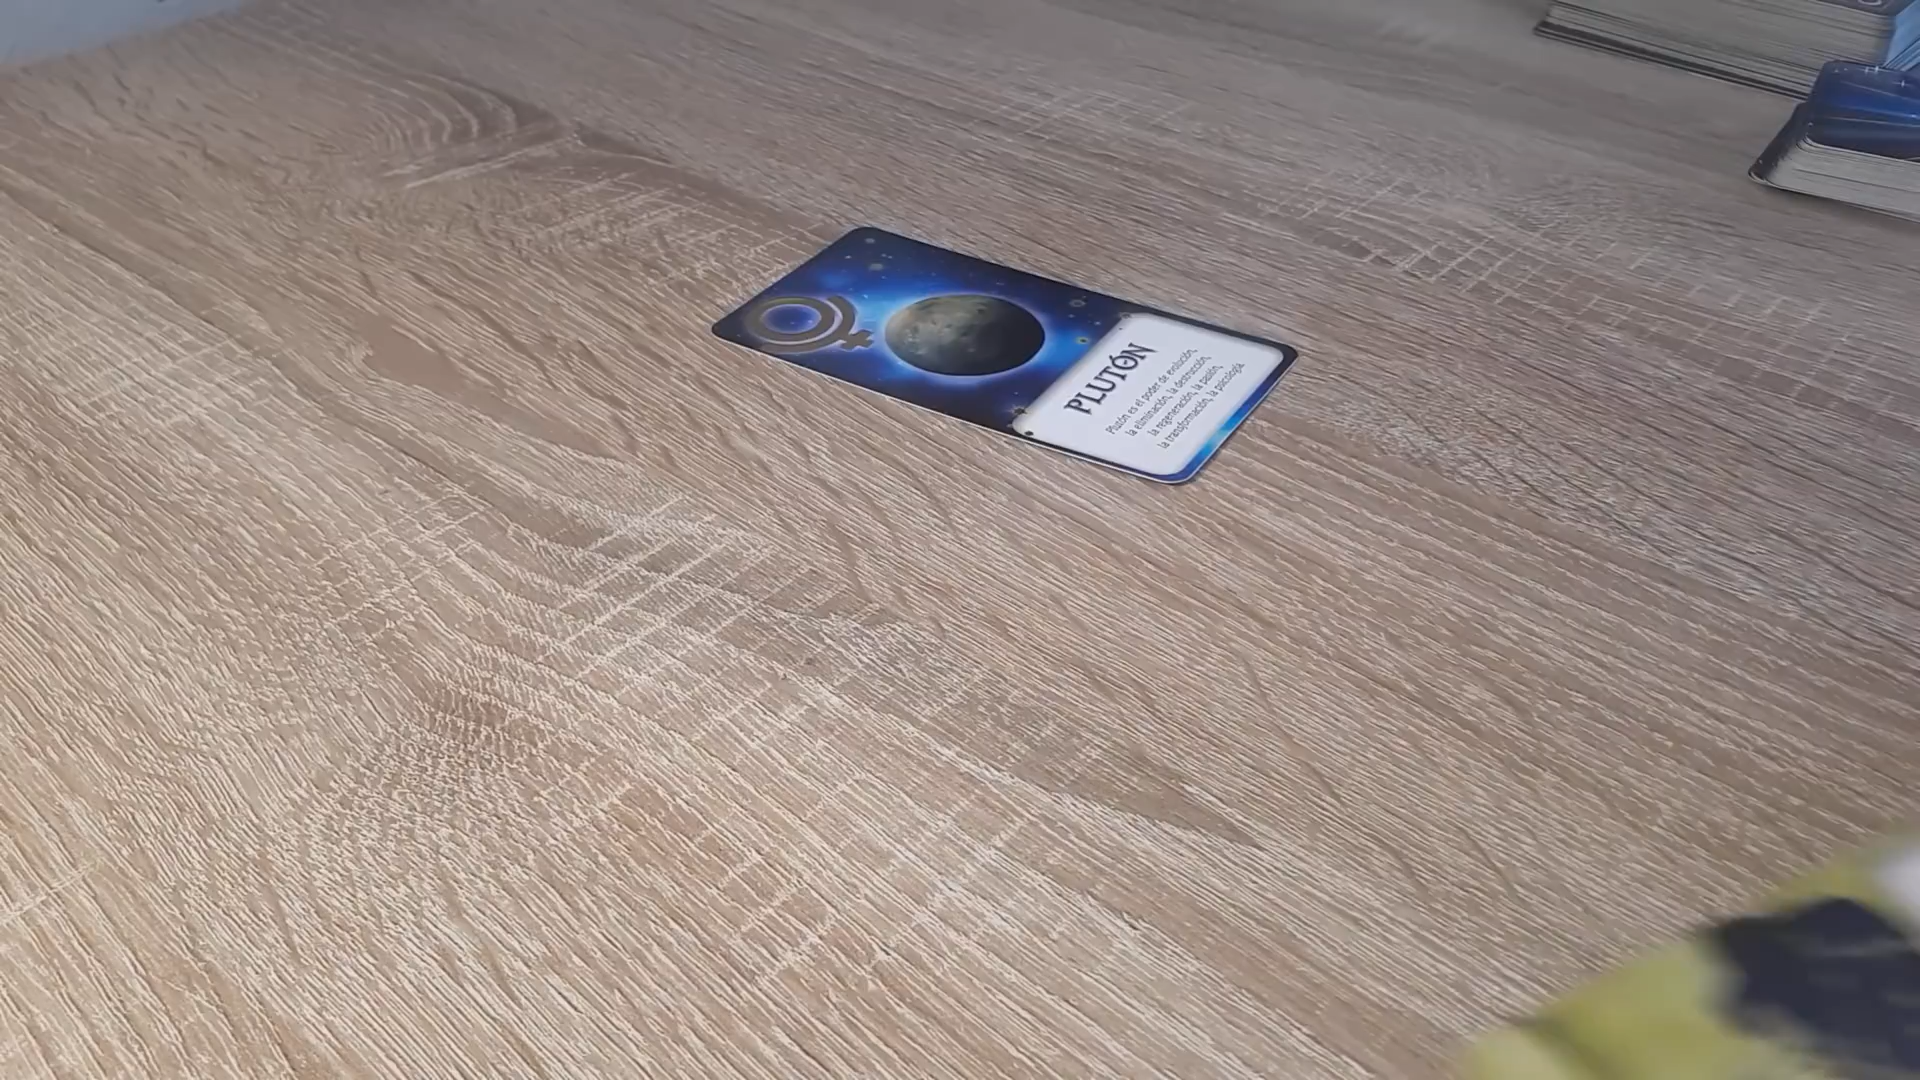 PLUTÓN
Plutón es el poder de evolución,
la eliminación, la destrucción,
la regeneración, la pasión,
la transformación, la psicología